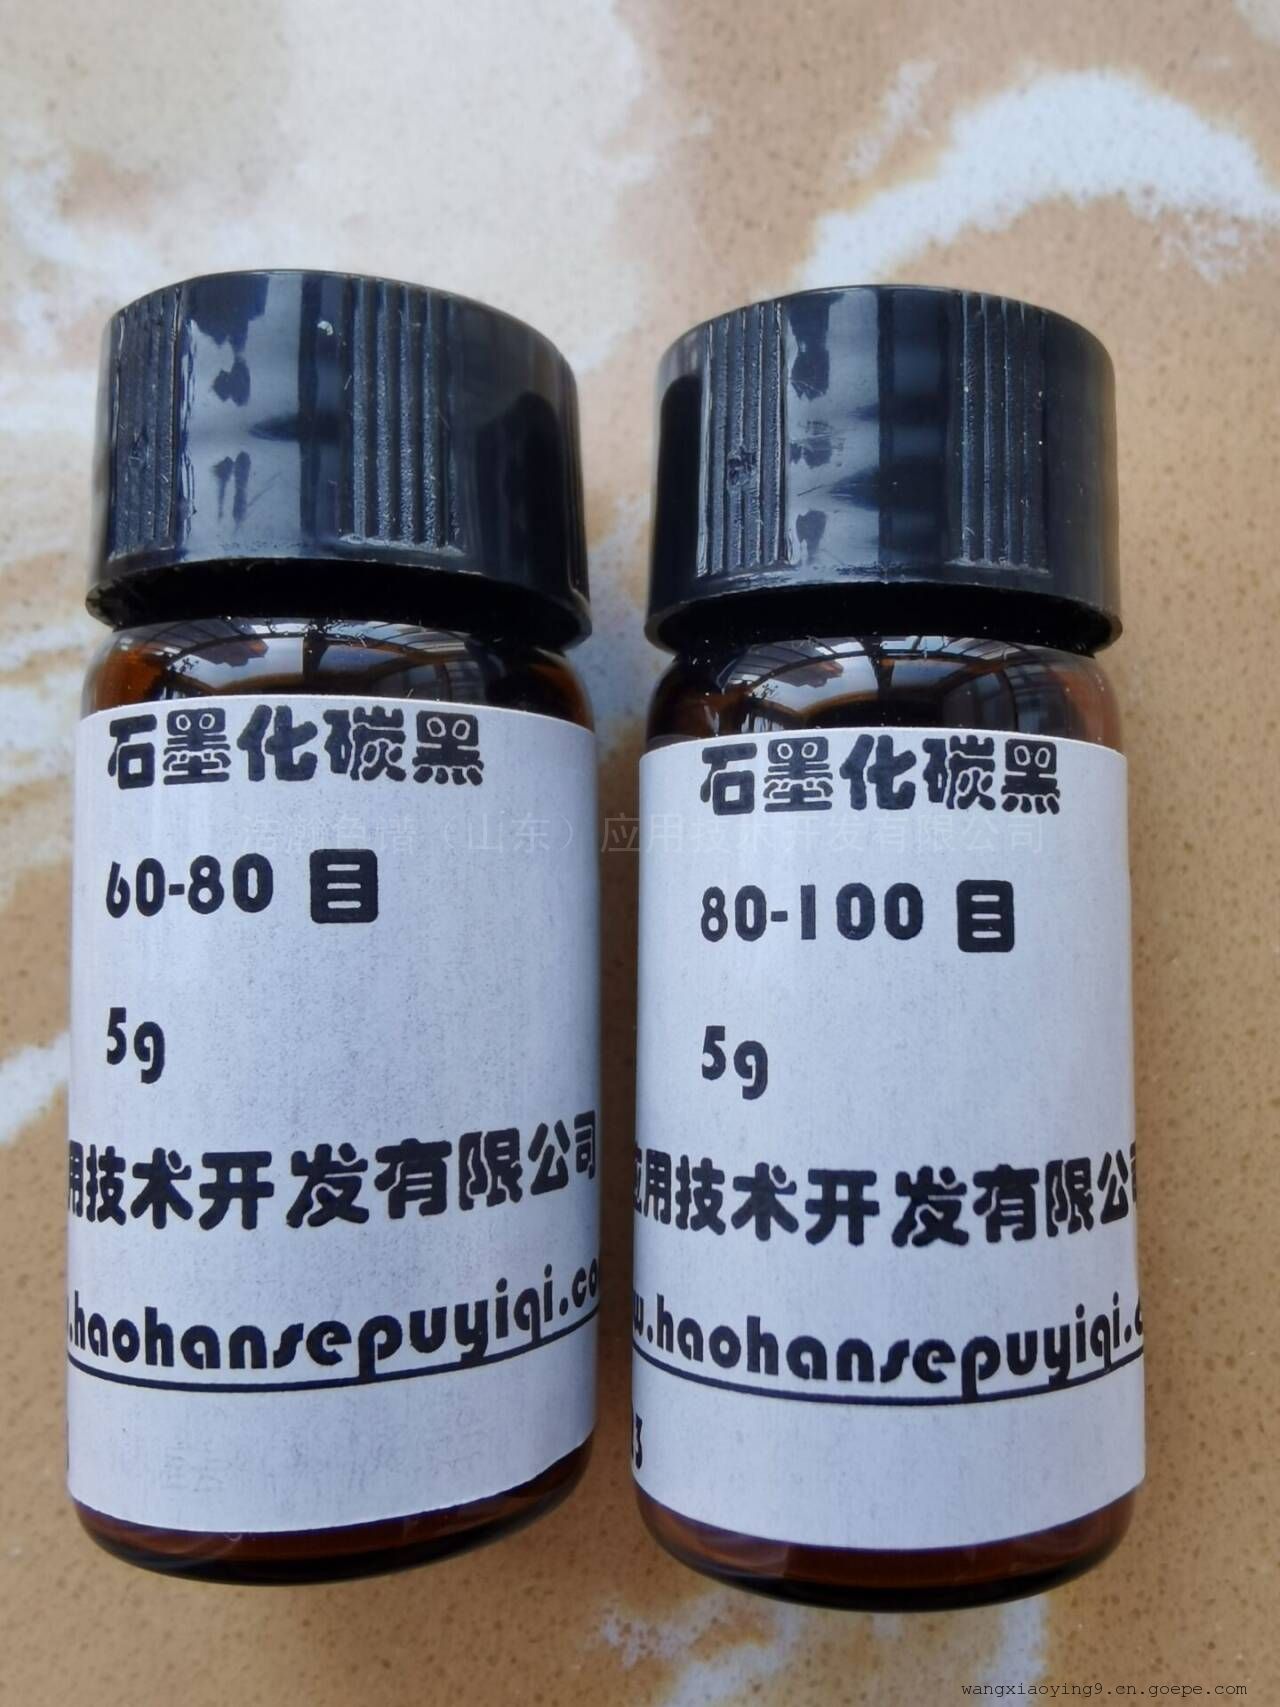 石墨化碳黑
60-80 目
5g
用技术开发有限公司
.haohansepuyiqi.co
石墨化碳黑
80-100 目
5g
应用技术开发有限公
w.haohansepuyiqi.c
3
浩瀚色谱（山东）应用技术开发有限公司
wangxiaoying9.cn.goepe.com